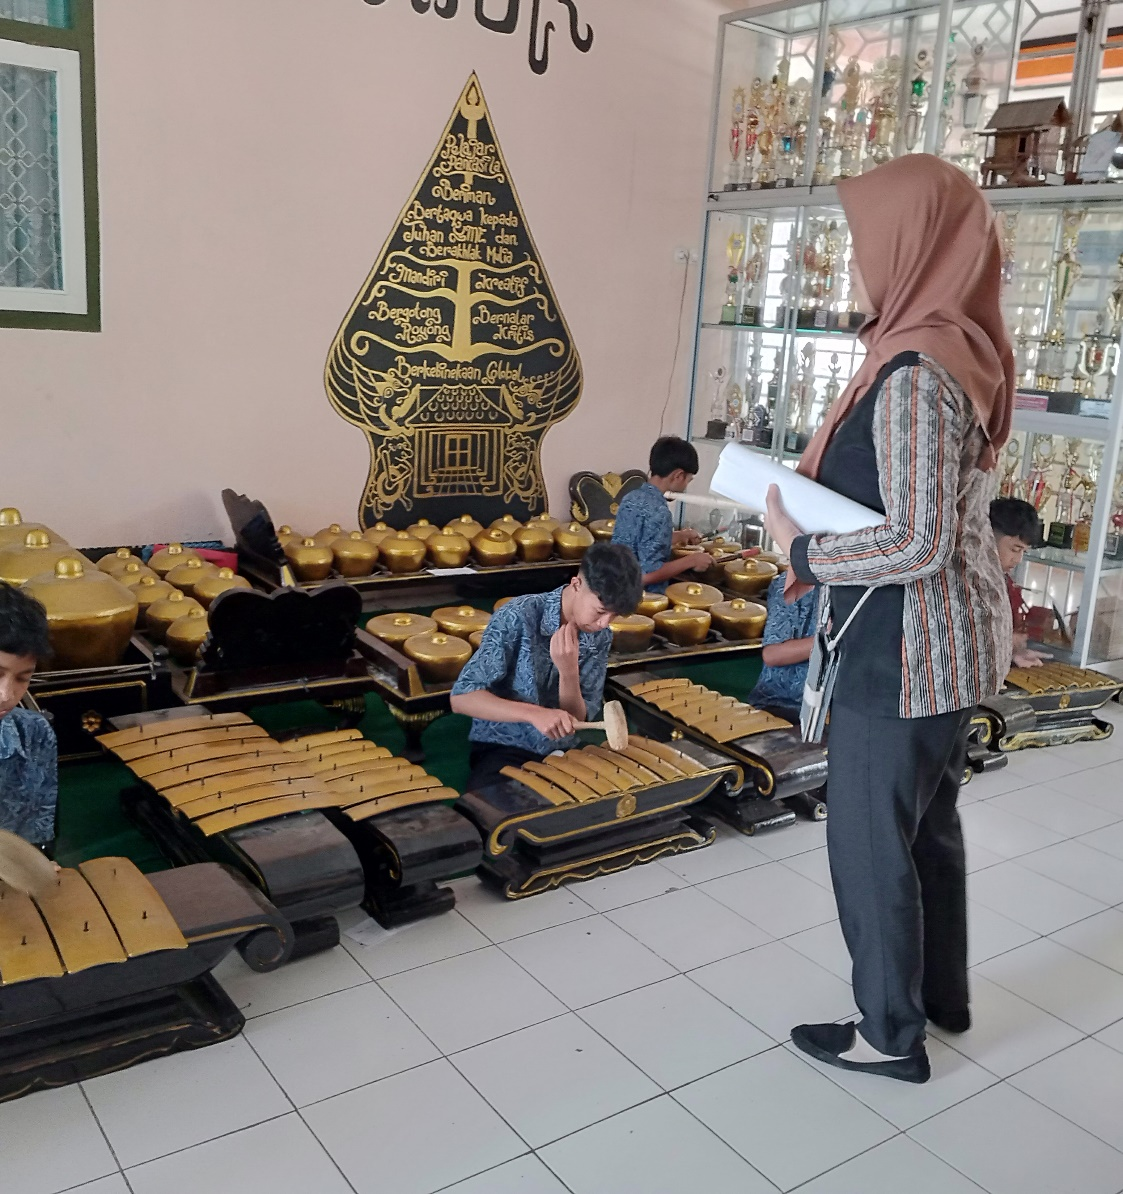 Pelajar
Pancasila
Beriman
Bertaqwa kepada
Tuhan YME dan
Berakhlak Mulia
Mandiri Kreatif
Bergotong Bernalar
Royong Kritis
Berkebinekaan Global